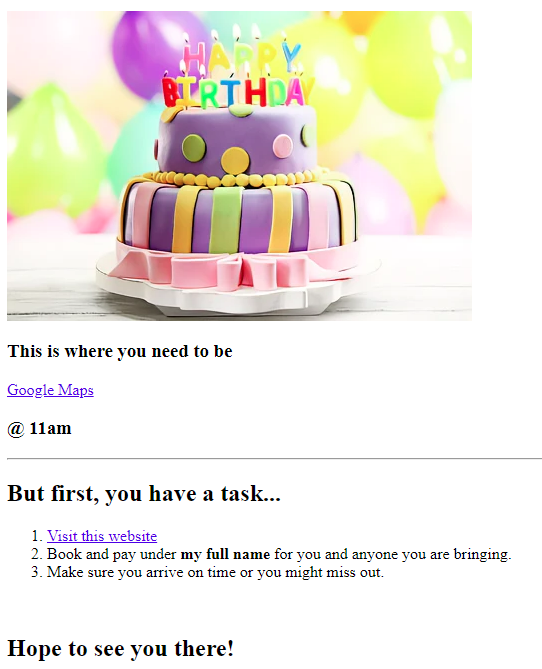 HAPPY
BIRTHDAY
This is where you need to be
Google Maps
@ 11am
But first, you have a task...
1. Visit this website
2. Book and pay under my full name for you and anyone you are bringing.
3. Make sure you arrive on time or you might miss out.
Hope to see you there!